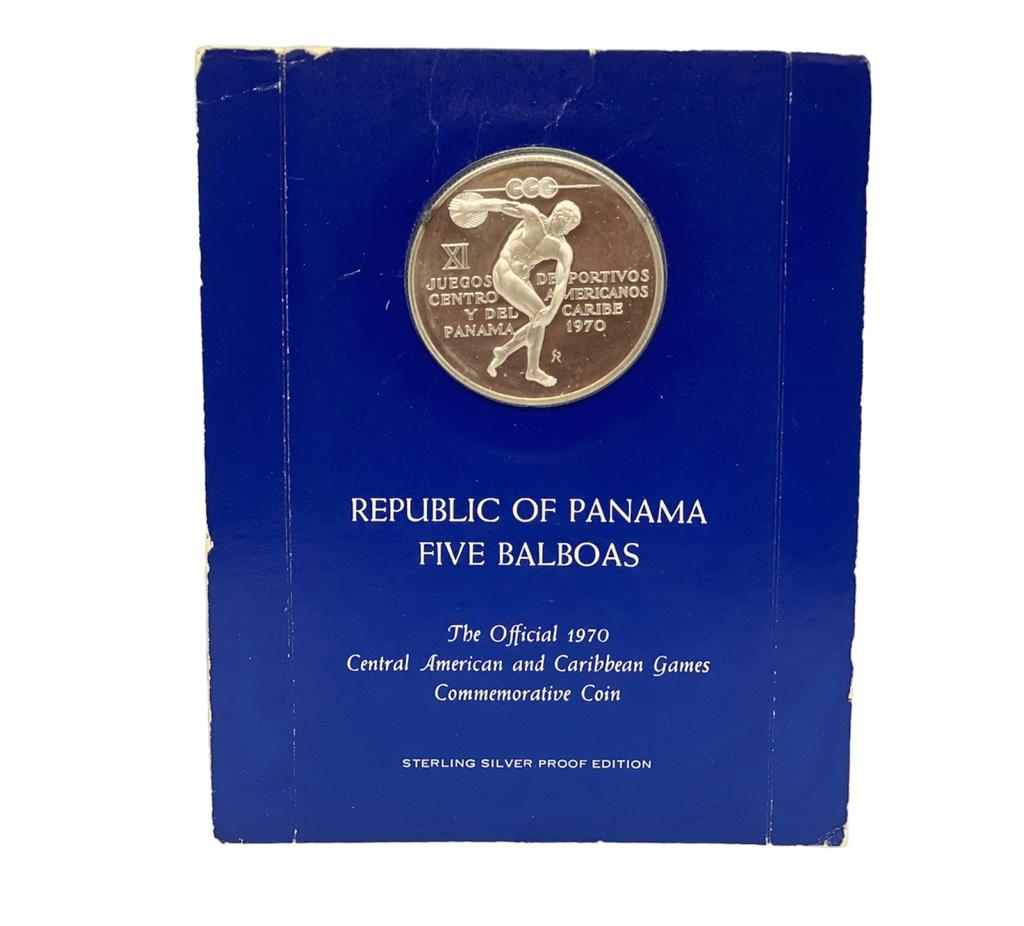 CCC
XI
JUEGOS DEPORTIVOS
CENTRO AMERICANOS
Y DEL CARIBE
PANAMA 1970
REPUBLIC OF PANAMA
FIVE BALBOAS
The Official 1970
Central American and Caribbean Games
Commemorative Coin
STERLING SILVER PROOF EDITION